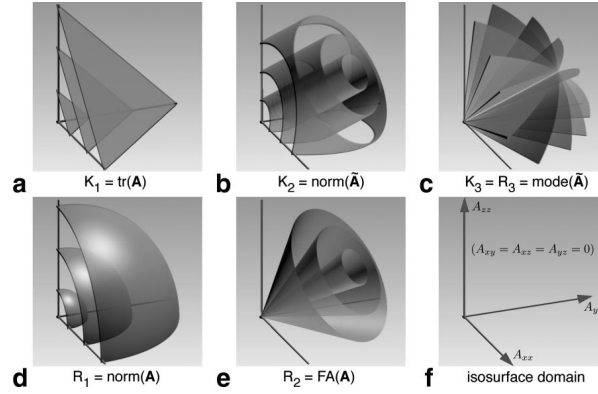 a K₁ = tr(A)
b K₂ = norm(Ã)
c K₃ = R₃ = mode(Ã)
d R₁ = norm(A)
e R₂ = FA(A)
A_zz
(A_xy = A_xz = A_yz = 0)
A_y
A_xx
f isosurface domain